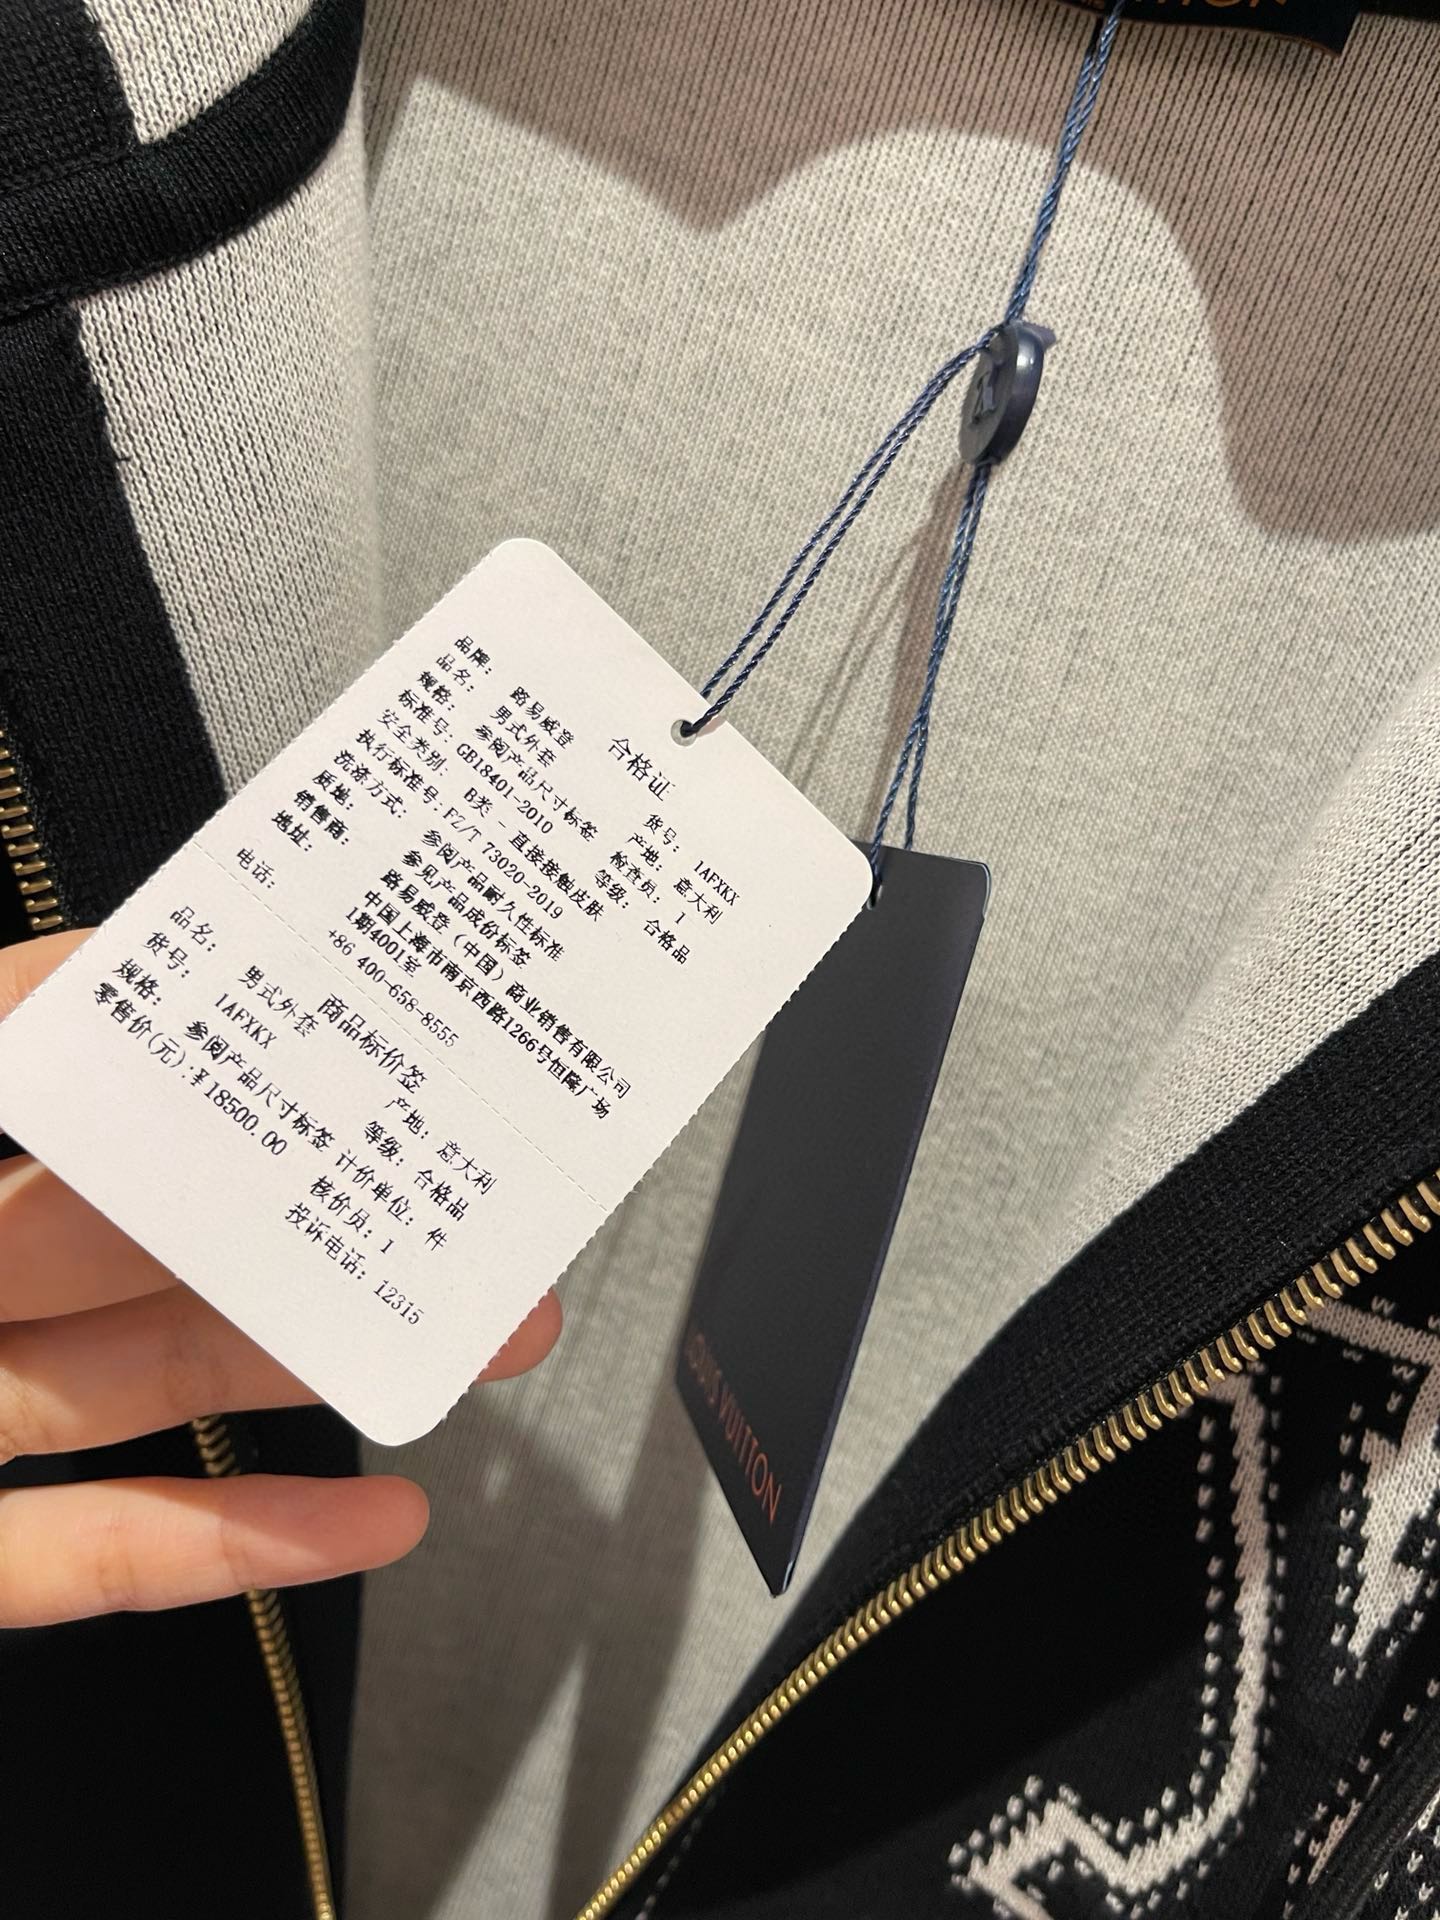 TTON
合格证
品牌: 路易威登
货号: 1AFXKX
品名: 男式外套
产地: 意大利
规格: 参阅产品尺寸标签
检查员: 1
标准号: GB18401-2010
等级: 合格品
安全类别: B类 - 直接接触皮肤
执行标准号: FZ/T 73020-2019
洗涤方式: 参阅产品耐久性标准
质地: 参见产品成份标签
销售商: 路易威登(中国)商业销售有限公司
地址: 中国上海市南京西路1266号恒隆广场
1期4001室
电话: +86 400-658-8555
商品标价签
品名: 男式外套
产地: 意大利
货号: 1AFXKX
等级: 合格品
规格: 参阅产品尺寸标签
计价单位: 件
零售价(元):¥18500.00
核价员: 1
投诉电话: 12315
LOUIS VUITTON